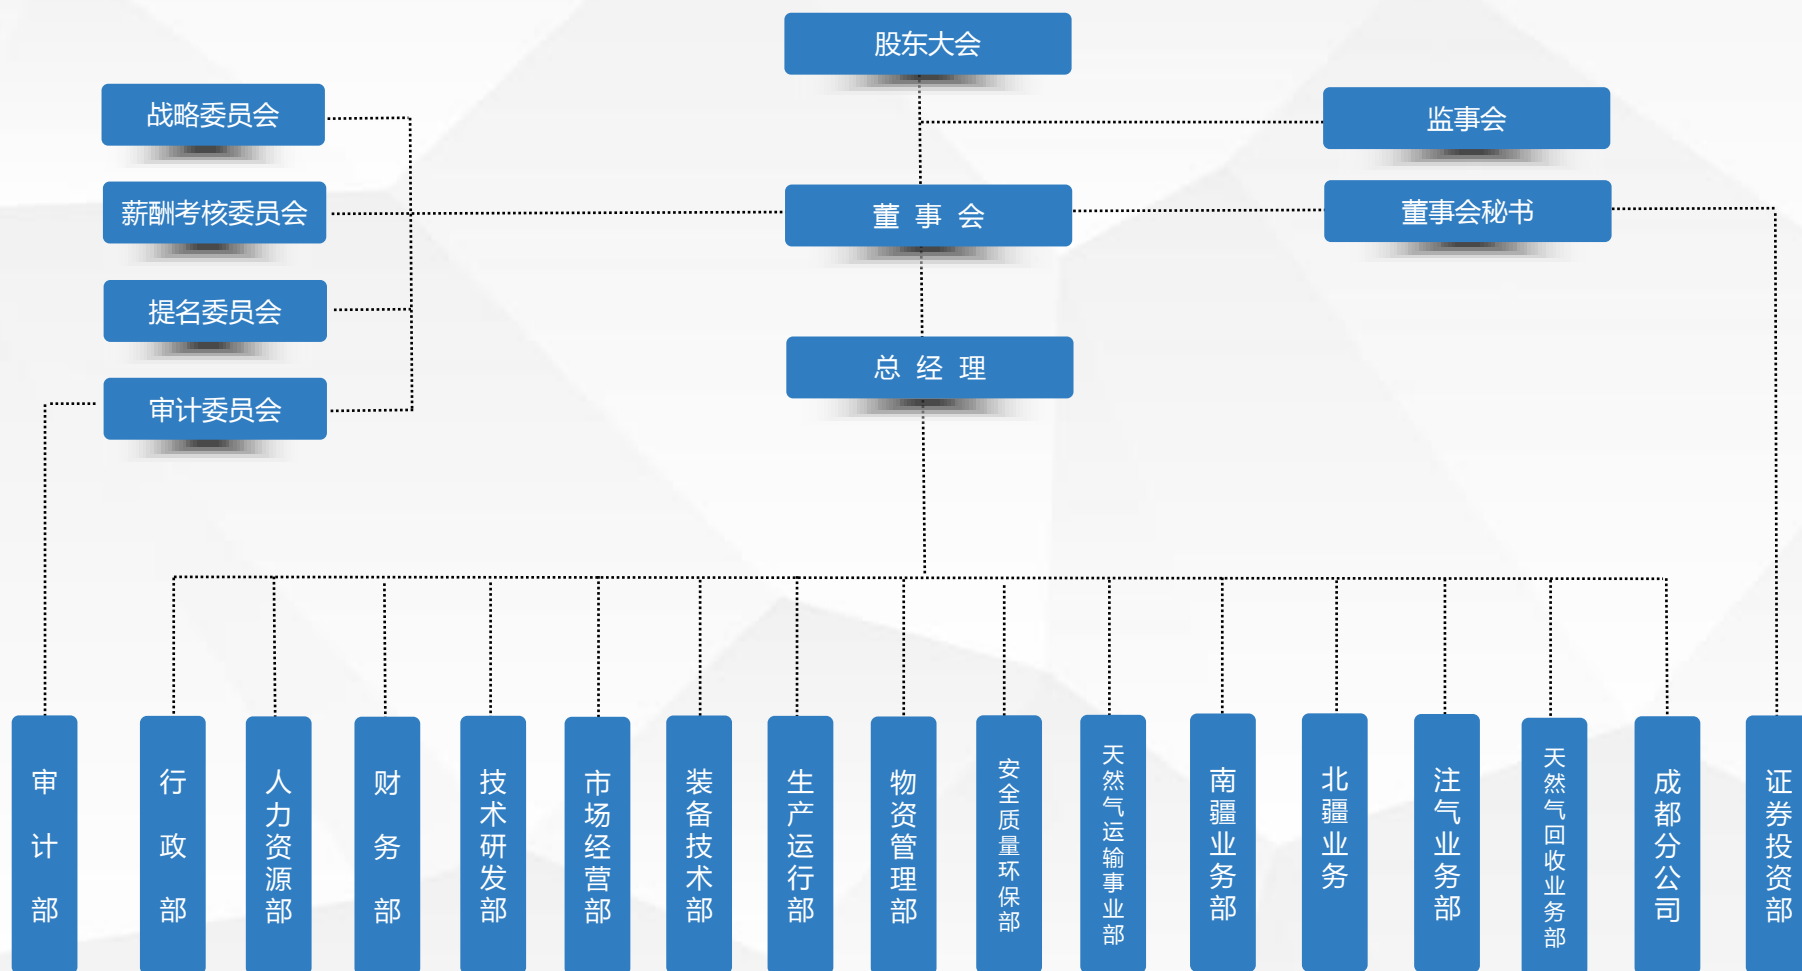 股东大会
战略委员会
监事会
薪酬考核委员会
董 事 会
董事会秘书
提名委员会
总 经 理
审计委员会
审计部
行政部
人力资源部
财务部
技术研发部
市场经营部
装备技术部
生产运行部
物资管理部
安全质量环保部
天然气运输事业部
南疆业务部
北疆业务
注气业务部
天然气回收业务部
成都分公司
证券投资部